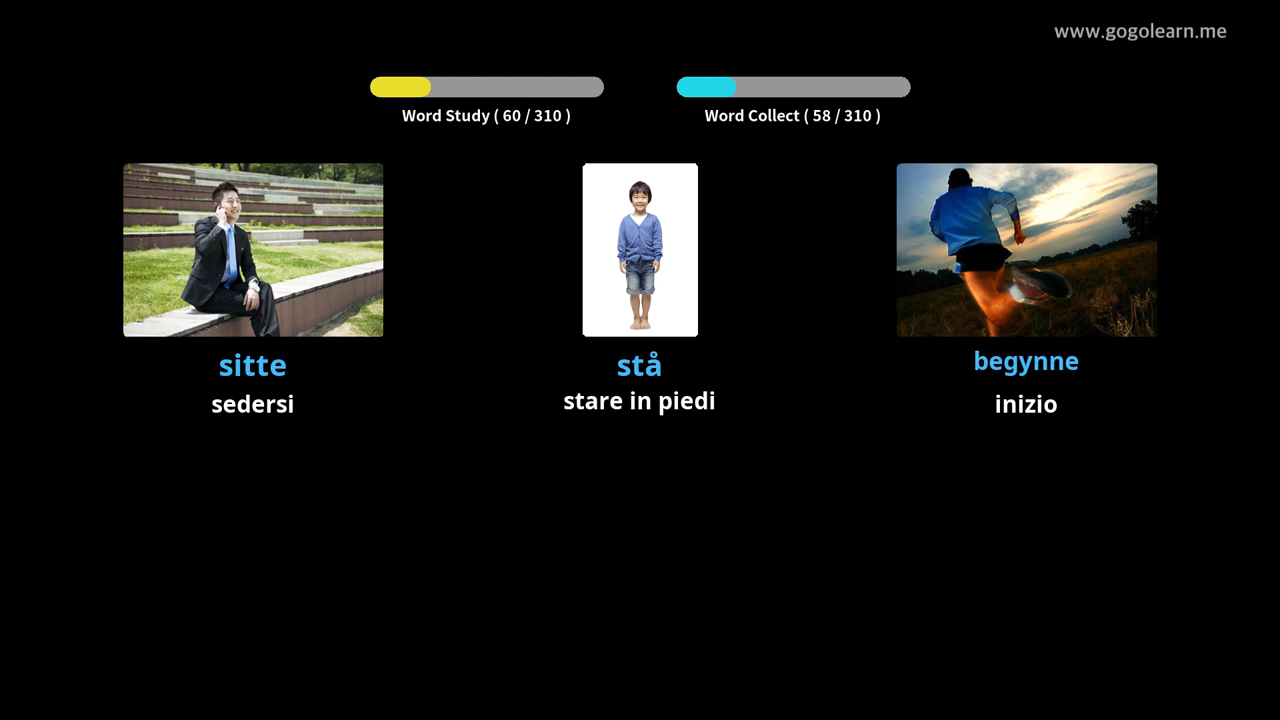 www.gogolearn.me
Word Study ( 60 / 310 )
Word Collect ( 58 / 310 )
sitte
sedersi
stå
stare in piedi
begynne
inizio